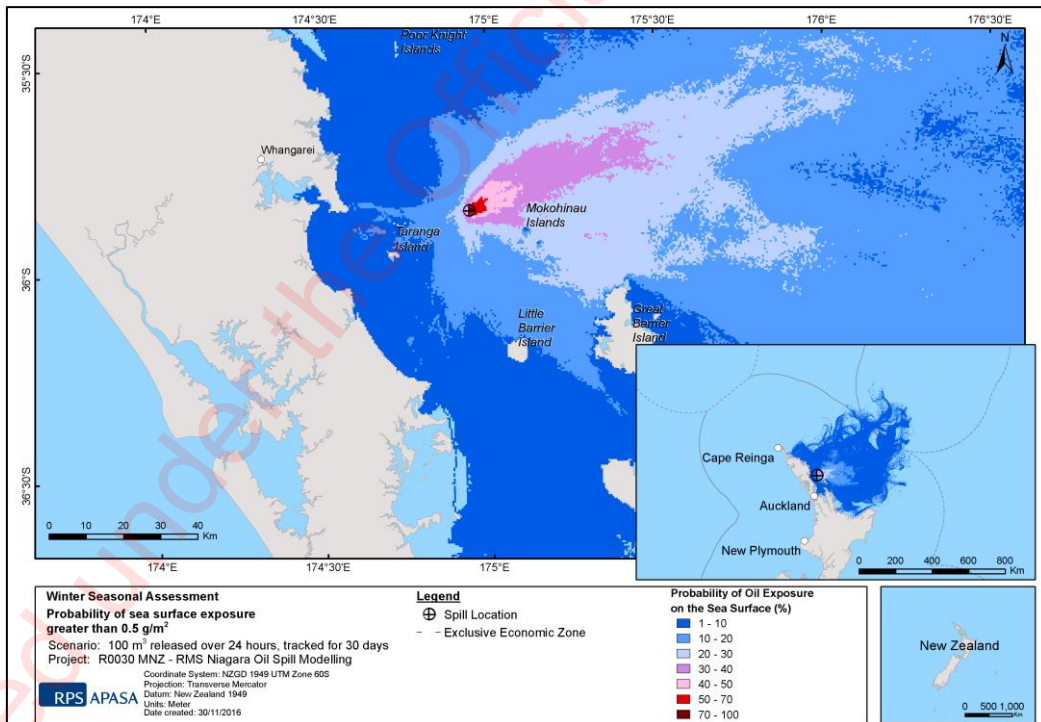 174°E
174°30'E
175°E
175°30'E
176°E
176°30'E
35°30'S
36°S
36°30'S
Poor Knight
Islands
N
Whangarei
Mokohinau
Islands
Taranga
Island
Little
Barrier
Island
Great
Barrier
Island
0 10 20 30 40
Km
174°E
174°30'E
175°E
Cape Reinga
Auckland
New Plymouth
0 200 400 600 800
Km
Winter Seasonal Assessment
Probability of sea surface exposure
greater than 0.5 g/m²
Scenario: 100 m³ released over 24 hours, tracked for 30 days
Project: R0030 MNZ - RMS Niagara Oil Spill Modelling
RPS APASA
Coordinate System: NZGD 1949 UTM Zone 60S
Projection: Transverse Mercator
Datum: New Zealand 1949
Units: Meter
Date created: 30/11/2016
Legend
Spill Location
Exclusive Economic Zone
Probability of Oil Exposure
on the Sea Surface (%)
1 - 10
10 - 20
20 - 30
30 - 40
40 - 50
50 - 70
70 - 100
New Zealand
0 500 1,000
Km
ed under the Offici